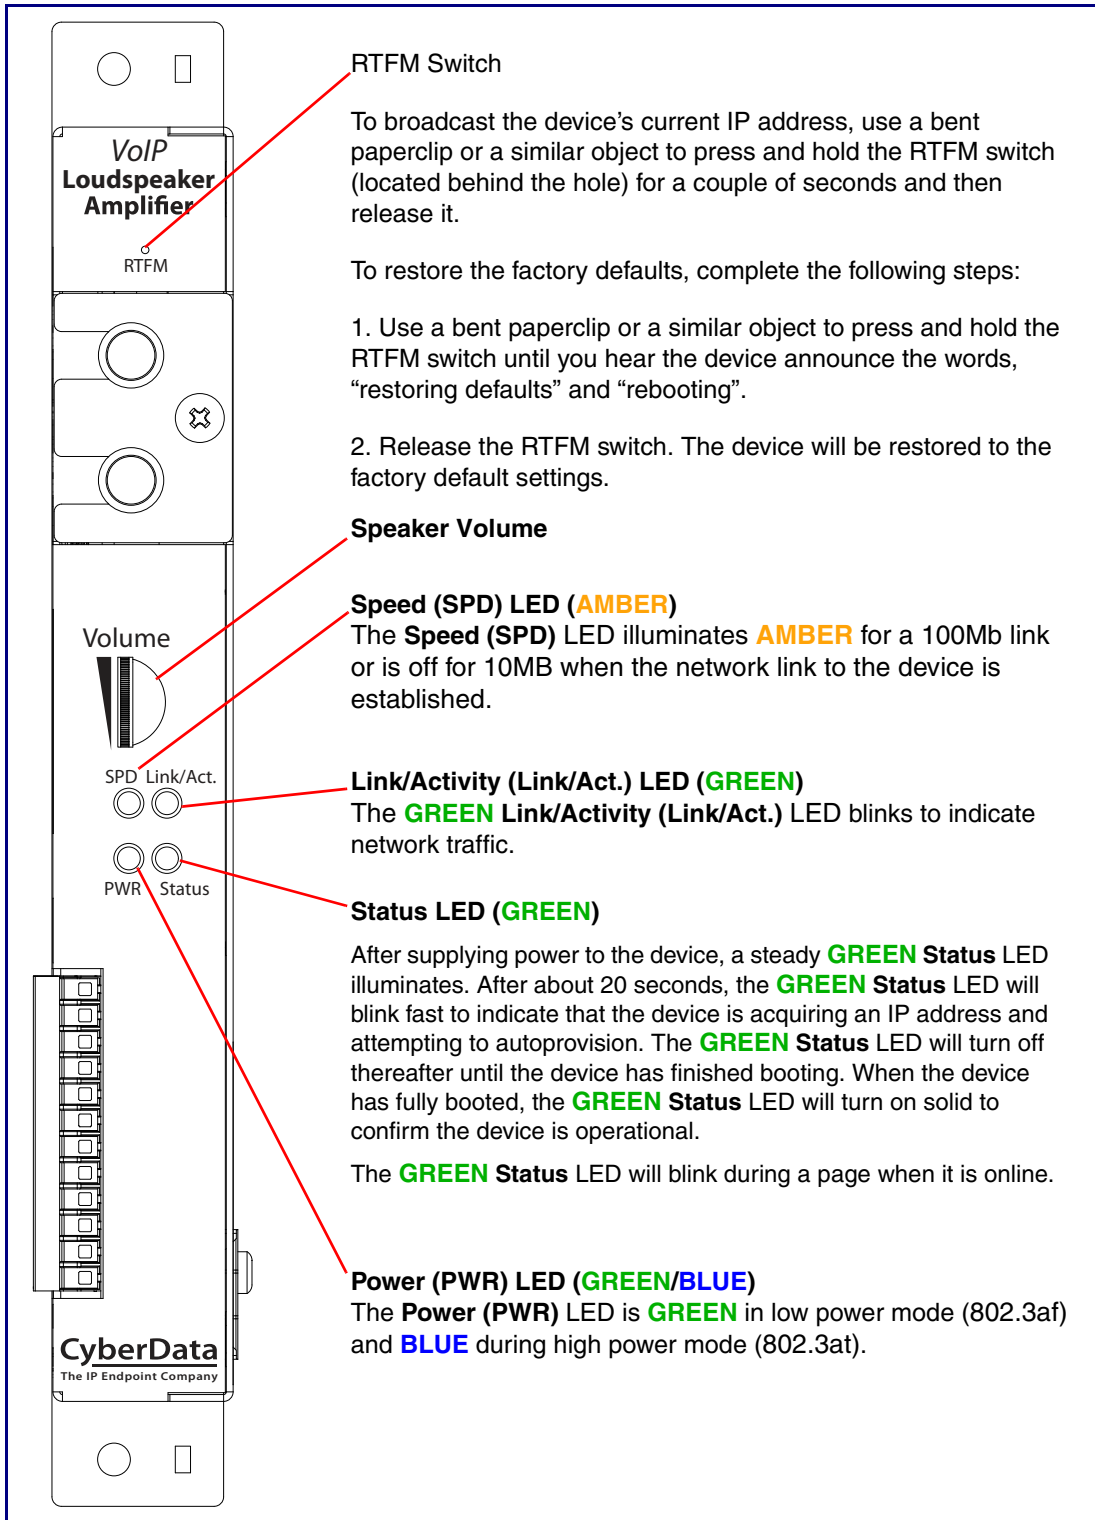 VoIP
Loudspeaker
Amplifier
RTFM
Volume
SPD Link/Act.
PWR Status
CyberData
The IP Endpoint Company
RTFM Switch
To broadcast the device's current IP address, use a bent
paperclip or a similar object to press and hold the RTFM switch
(located behind the hole) for a couple of seconds and then
release it.
To restore the factory defaults, complete the following steps:
1. Use a bent paperclip or a similar object to press and hold the
RTFM switch until you hear the device announce the words,
“restoring defaults” and “rebooting”.
2. Release the RTFM switch. The device will be restored to the
factory default settings.
Speaker Volume
Speed (SPD) LED (AMBER)
The Speed (SPD) LED illuminates AMBER for a 100Mb link
or is off for 10MB when the network link to the device is
established.
Link/Activity (Link/Act.) LED (GREEN)
The GREEN Link/Activity (Link/Act.) LED blinks to indicate
network traffic.
Status LED (GREEN)
After supplying power to the device, a steady GREEN Status LED
illuminates. After about 20 seconds, the GREEN Status LED will
blink fast to indicate that the device is acquiring an IP address and
attempting to autoprovision. The GREEN Status LED will turn off
thereafter until the device has finished booting. When the device
has fully booted, the GREEN Status LED will turn on solid to
confirm the device is operational.
The GREEN Status LED will blink during a page when it is online.
Power (PWR) LED (GREEN/BLUE)
The Power (PWR) LED is GREEN in low power mode (802.3af)
and BLUE during high power mode (802.3at).